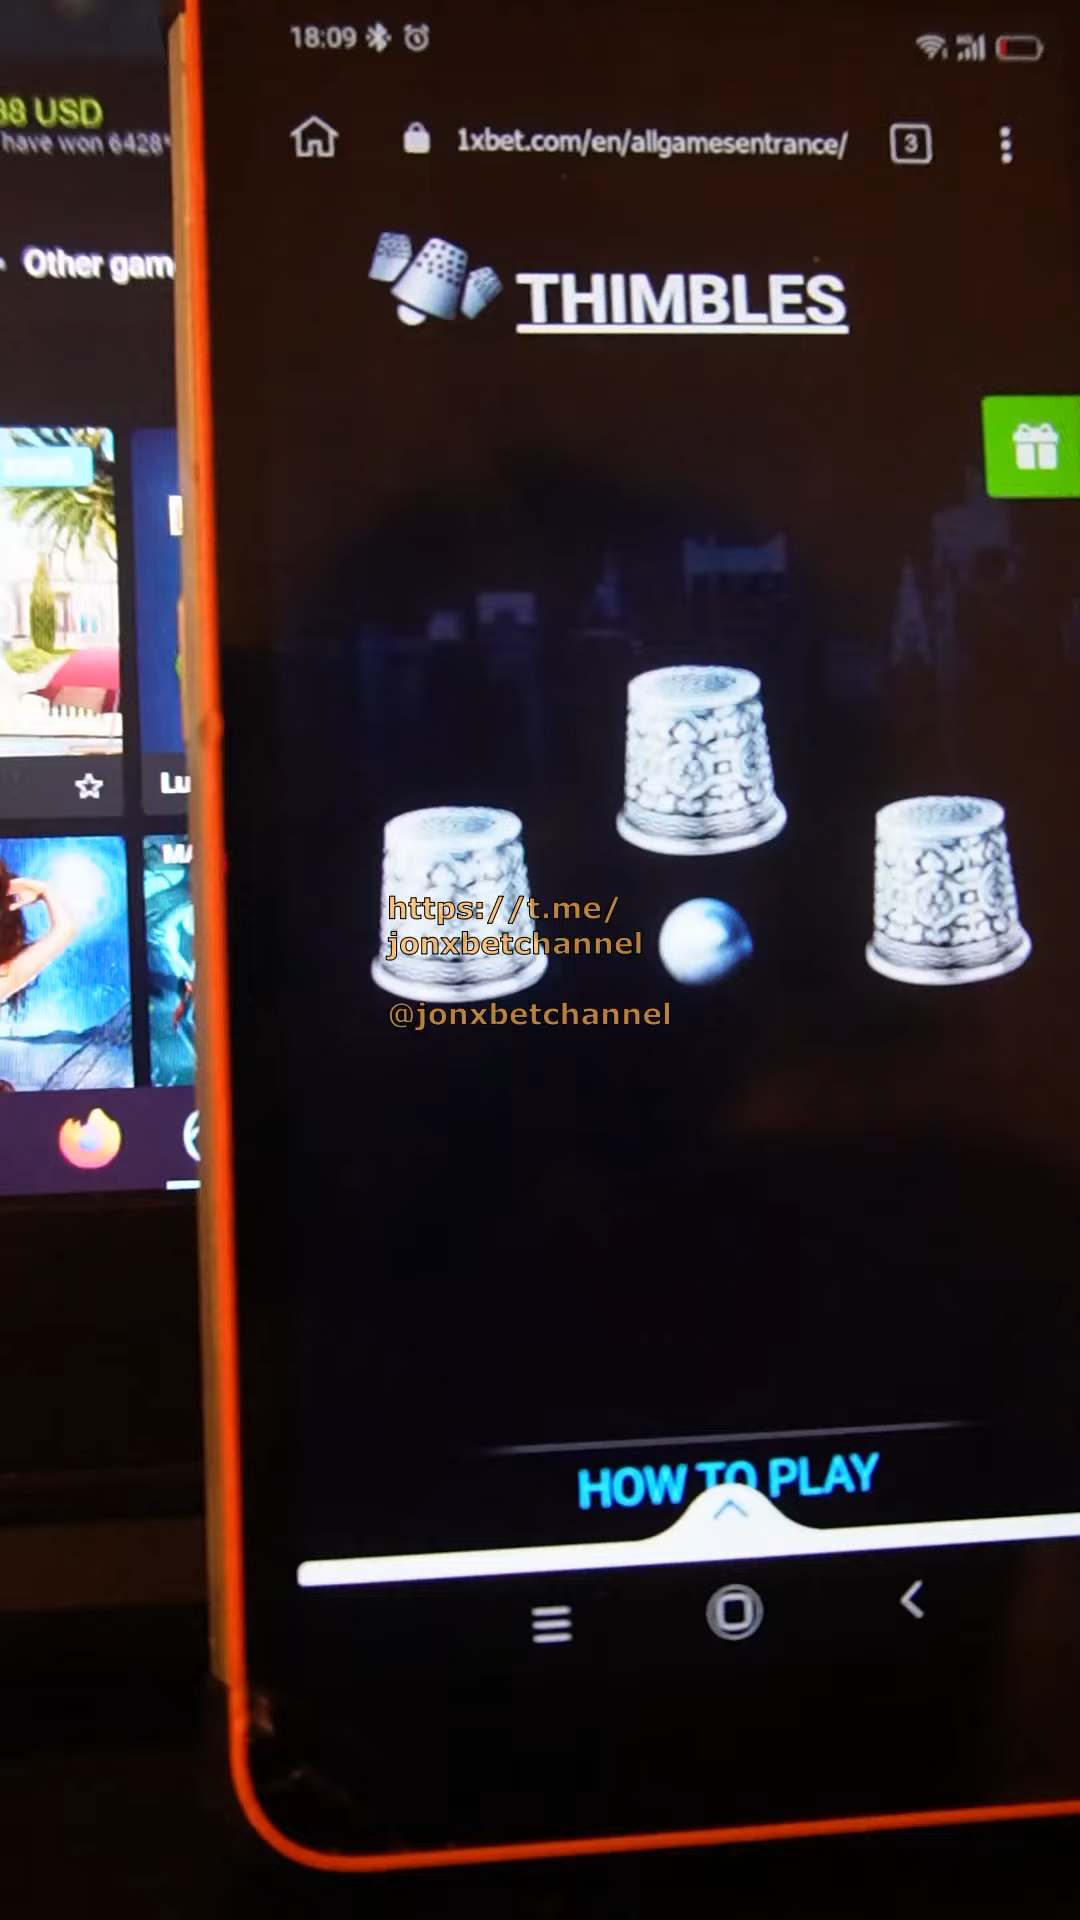 18:09
38 USD
have won 6428*
1xbet.com/en/allgamesentrance/
3
Other gam
THIMBLES
Lu
MA
https://t.me/
jonxbetchannel
@jonxbetchannel
HOW TO PLAY